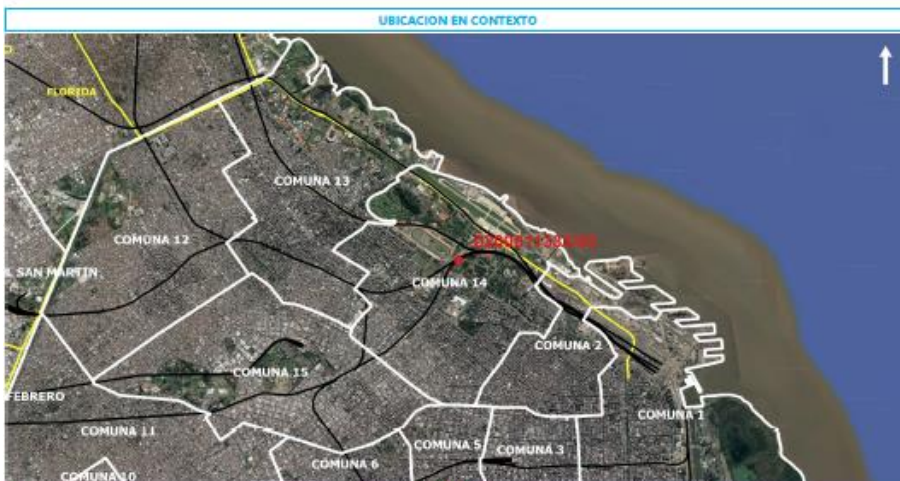 UBICACION EN CONTEXTO
FLORIDA
COMUNA 13
COMUNA 12
L SAN MARTIN
COMUNA 14
COMUNA 2
COMUNA 15
FEBRERO
COMUNA 1
COMUNA 11
COMUNA 5
COMUNA 3
COMUNA 6
COMUNA 10